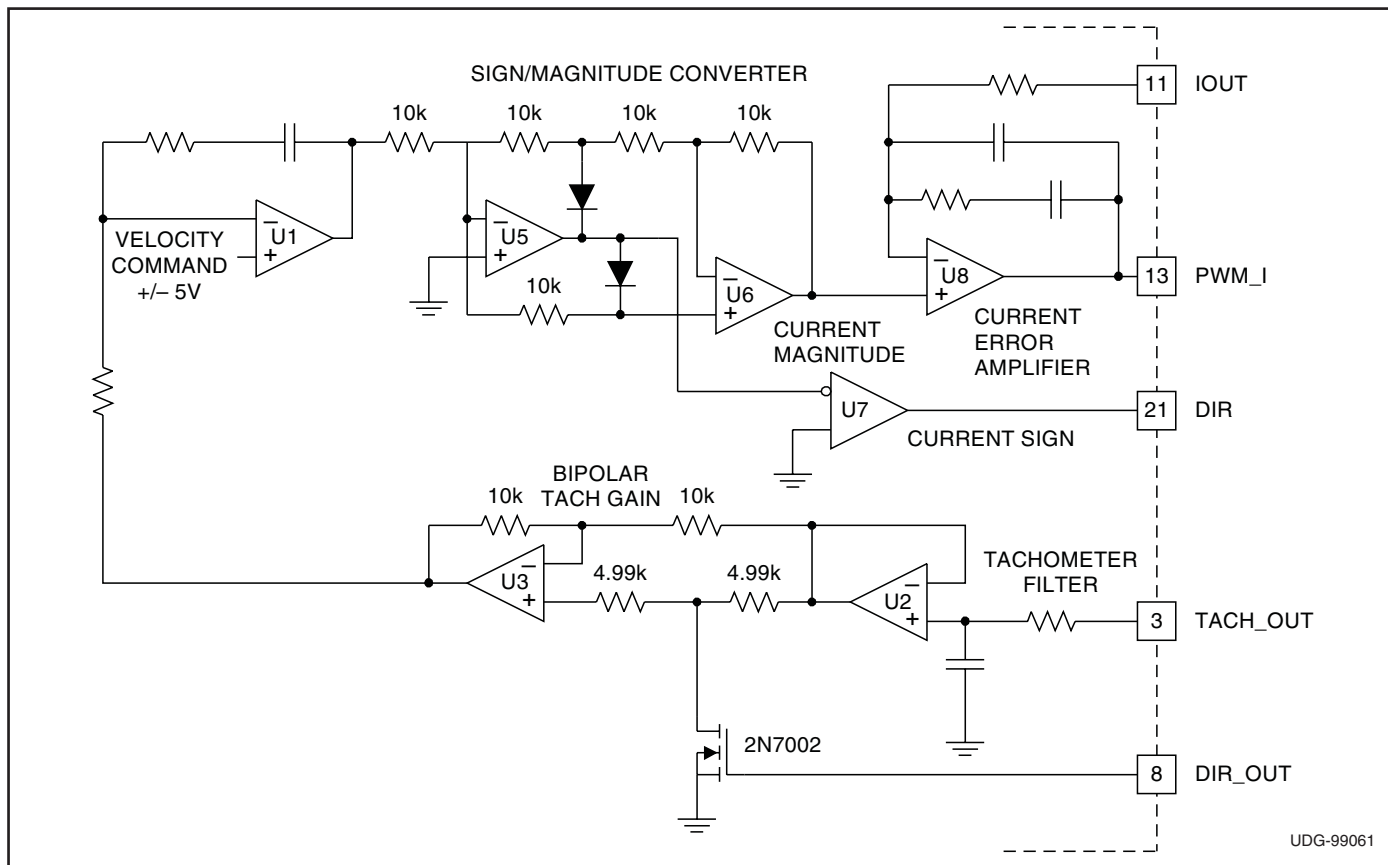 SIGN/MAGNITUDE CONVERTER
10k
10k
10k
10k
11
IOUT
−
U1
+
VELOCITY
COMMAND
+/– 5V
−
U5
+
10k
−
U6
+
CURRENT
MAGNITUDE
−
U8
+
CURRENT
ERROR
AMPLIFIER
13
PWM_I
U7
CURRENT SIGN
21
DIR
BIPOLAR
TACH GAIN
10k
10k
−
U3
+
4.99k
4.99k
−
U2
+
TACHOMETER
FILTER
3
TACH_OUT
2N7002
8
DIR_OUT
UDG-99061